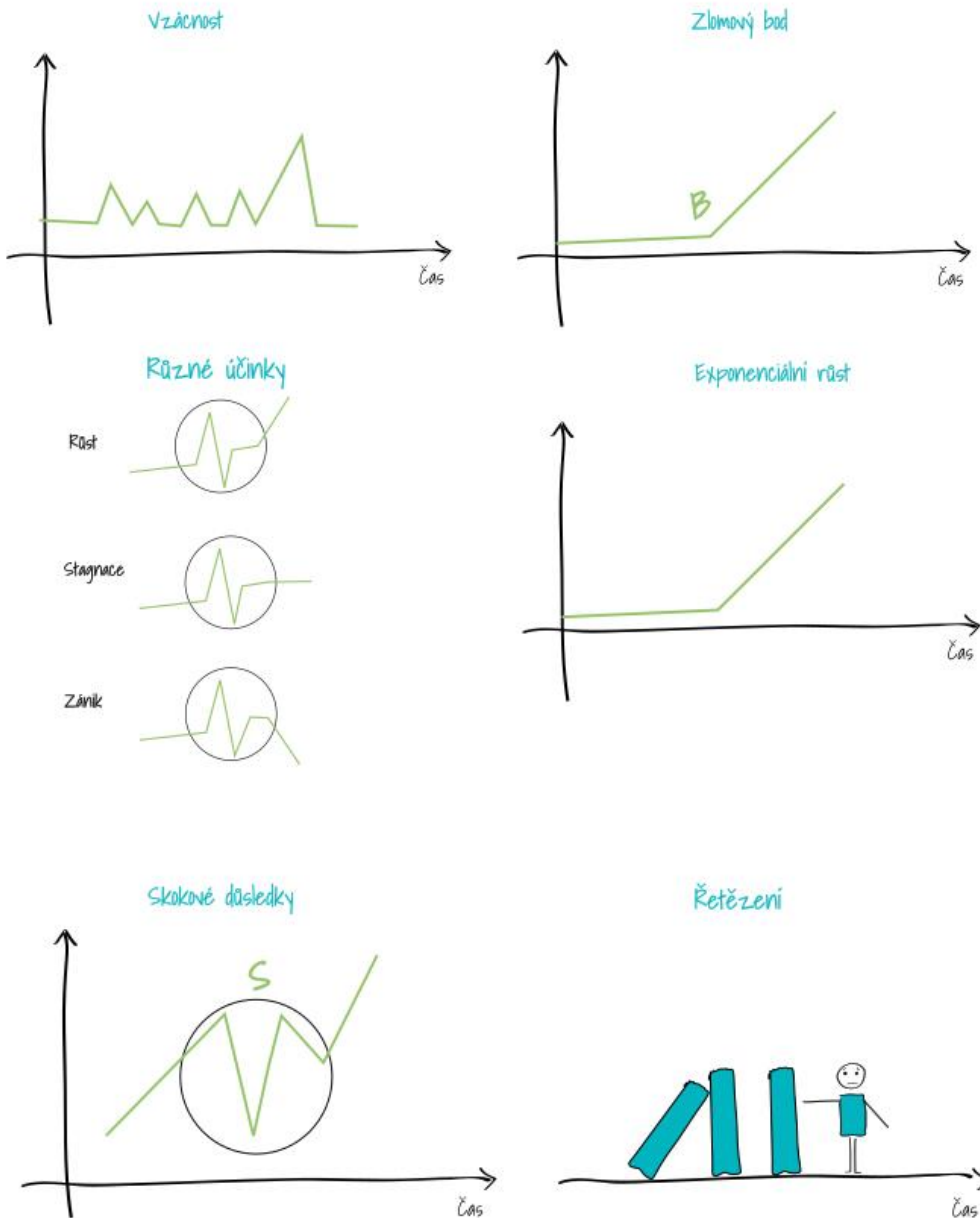 Vzácnost
Zlomový bod
B
Čas
Čas
Různé účinky
Růst
Stagnace
Zánik
Exponenciální růst
Čas
Skokové důsledky
S
Čas
Řetězení
Čas